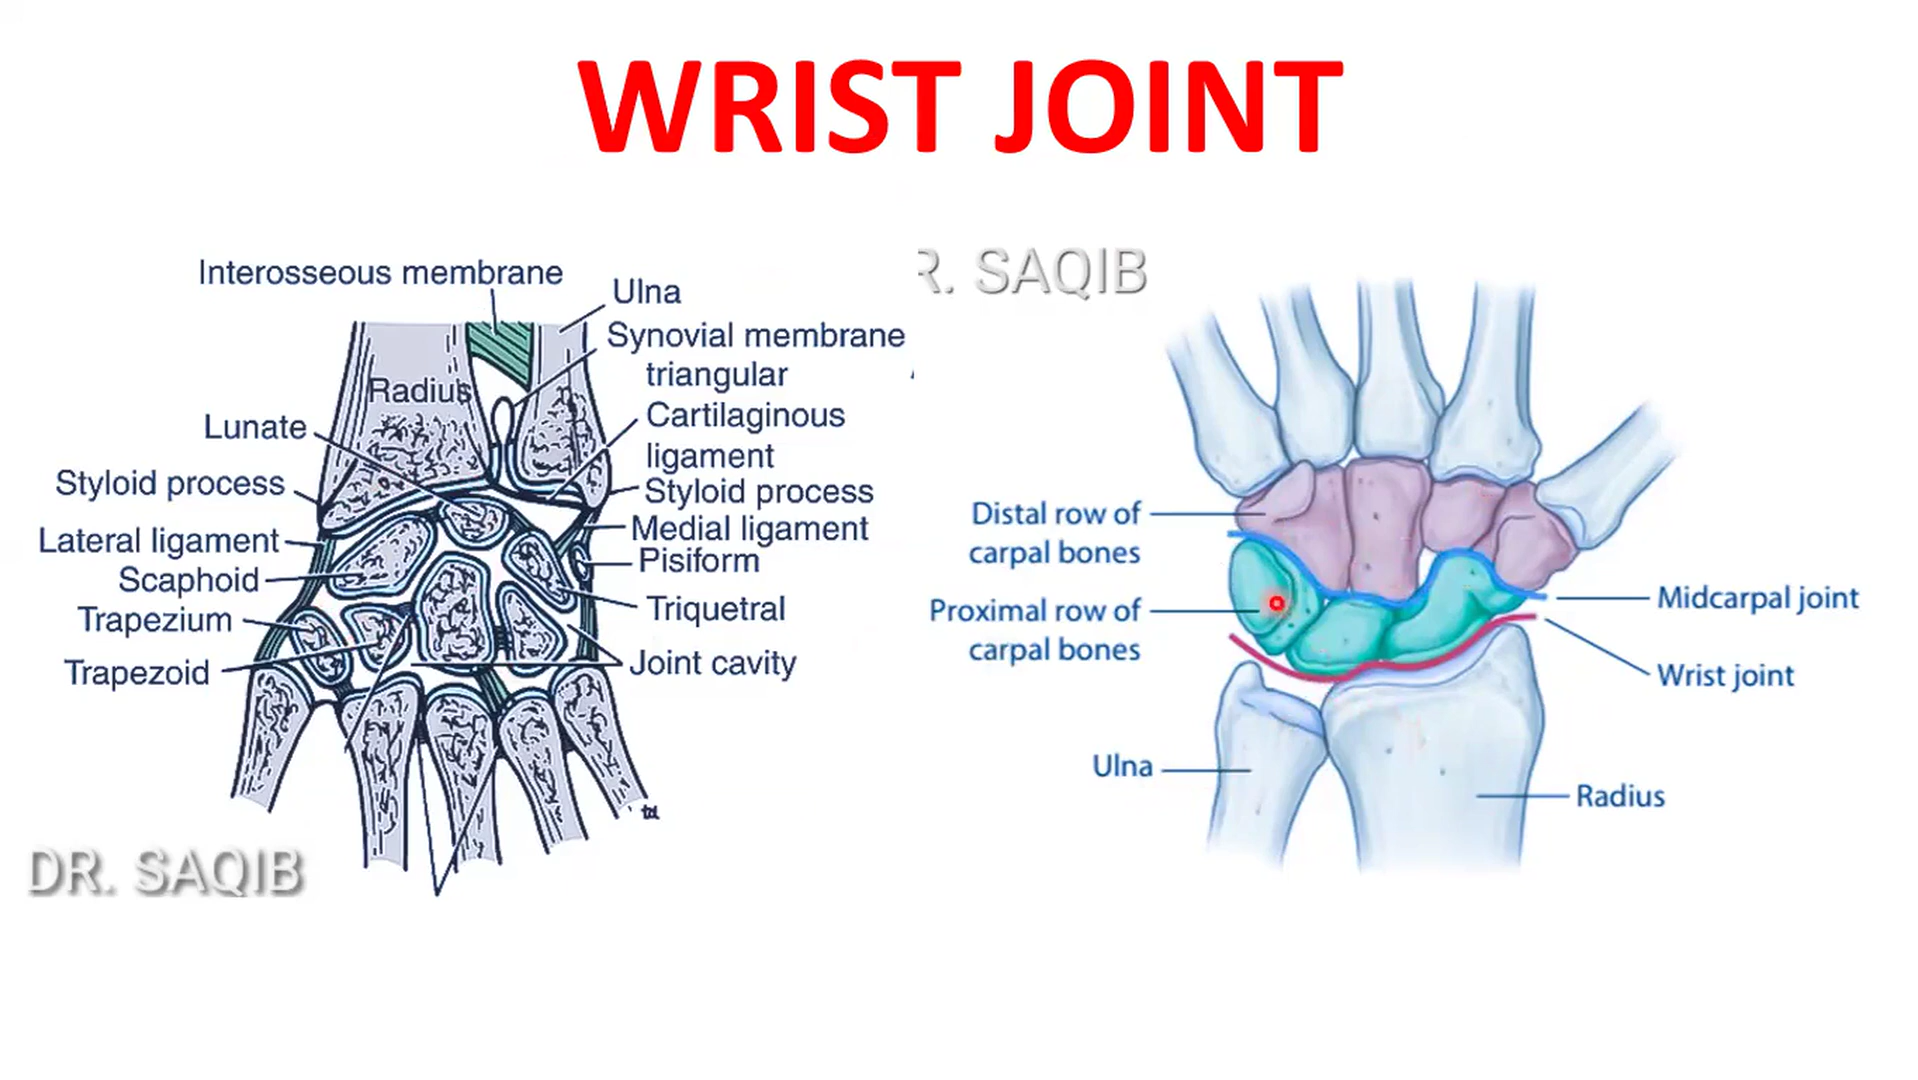 WRIST JOINT
Interosseous membrane
Ulna
Synovial membrane
triangular
Radius
Cartilaginous
Lunate
ligament
Styloid process
Styloid process
Lateral ligament
Medial ligament
Scaphoid
Pisiform
Trapezium
Triquetral
Trapezoid
Joint cavity
DR. SAQIB
R. SAQIB
Distal row of
carpal bones
Proximal row of
carpal bones
Midcarpal joint
Wrist joint
Ulna
Radius